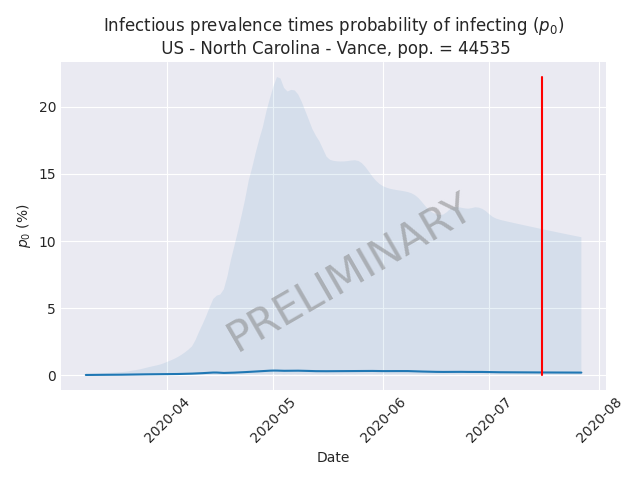 Infectious prevalence times probability of infecting (p₀)
US - North Carolina - Vance, pop. = 44535
20
15
10
5
0
p₀ (%)
PRELIMINARY
2020-04
2020-05
2020-06
2020-07
2020-08
Date